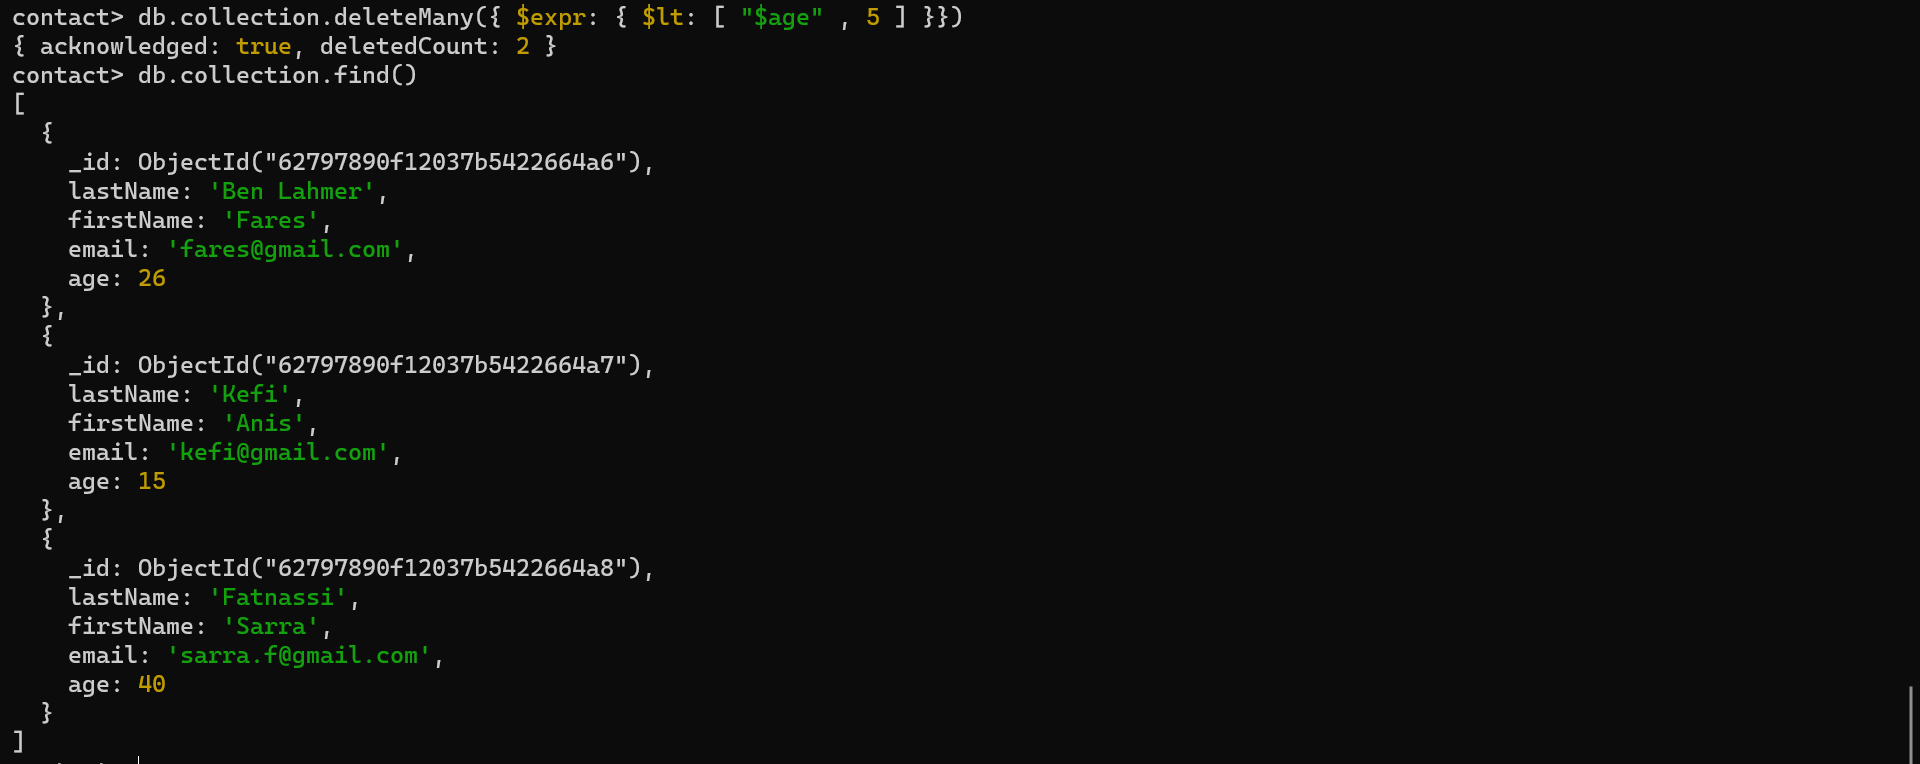 contact> db.collection.deleteMany({ $expr: { $lt: [ "$age" , 5 ] }})
{ acknowledged: true, deletedCount: 2 }
contact> db.collection.find()
[
  {
    _id: ObjectId("62797890f12037b5422664a6"),
    lastName: 'Ben Lahmer',
    firstName: 'Fares',
    email: 'fares@gmail.com',
    age: 26
  },
  {
    _id: ObjectId("62797890f12037b5422664a7"),
    lastName: 'Kefi',
    firstName: 'Anis',
    email: 'kefi@gmail.com',
    age: 15
  },
  {
    _id: ObjectId("62797890f12037b5422664a8"),
    lastName: 'Fatnassi',
    firstName: 'Sarra',
    email: 'sarra.f@gmail.com',
    age: 40
  }
]